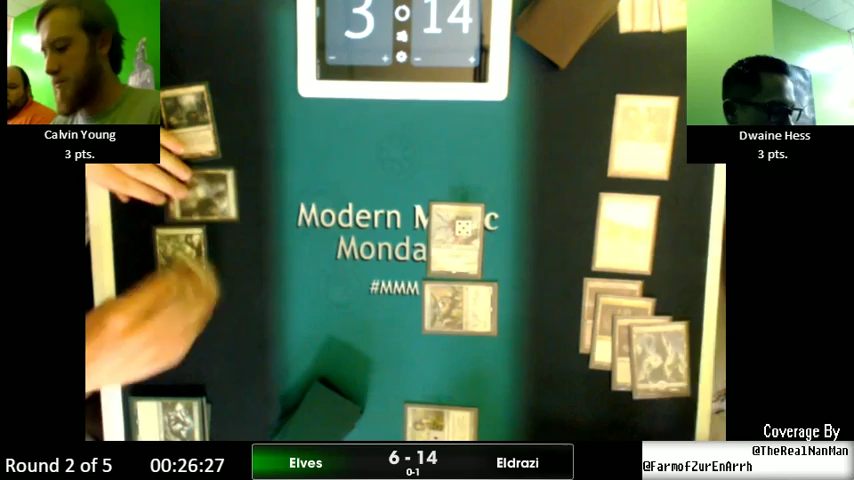 3 14
Calvin Young
3 pts.
Dwaine Hess
3 pts.
Modern M c
Monda
#MMM
Coverage By
@TheRealNanMan
@FarmofZurEnArrh
Round 2 of 5 00:26:27 Elves 6 - 14 Eldrazi
0-1